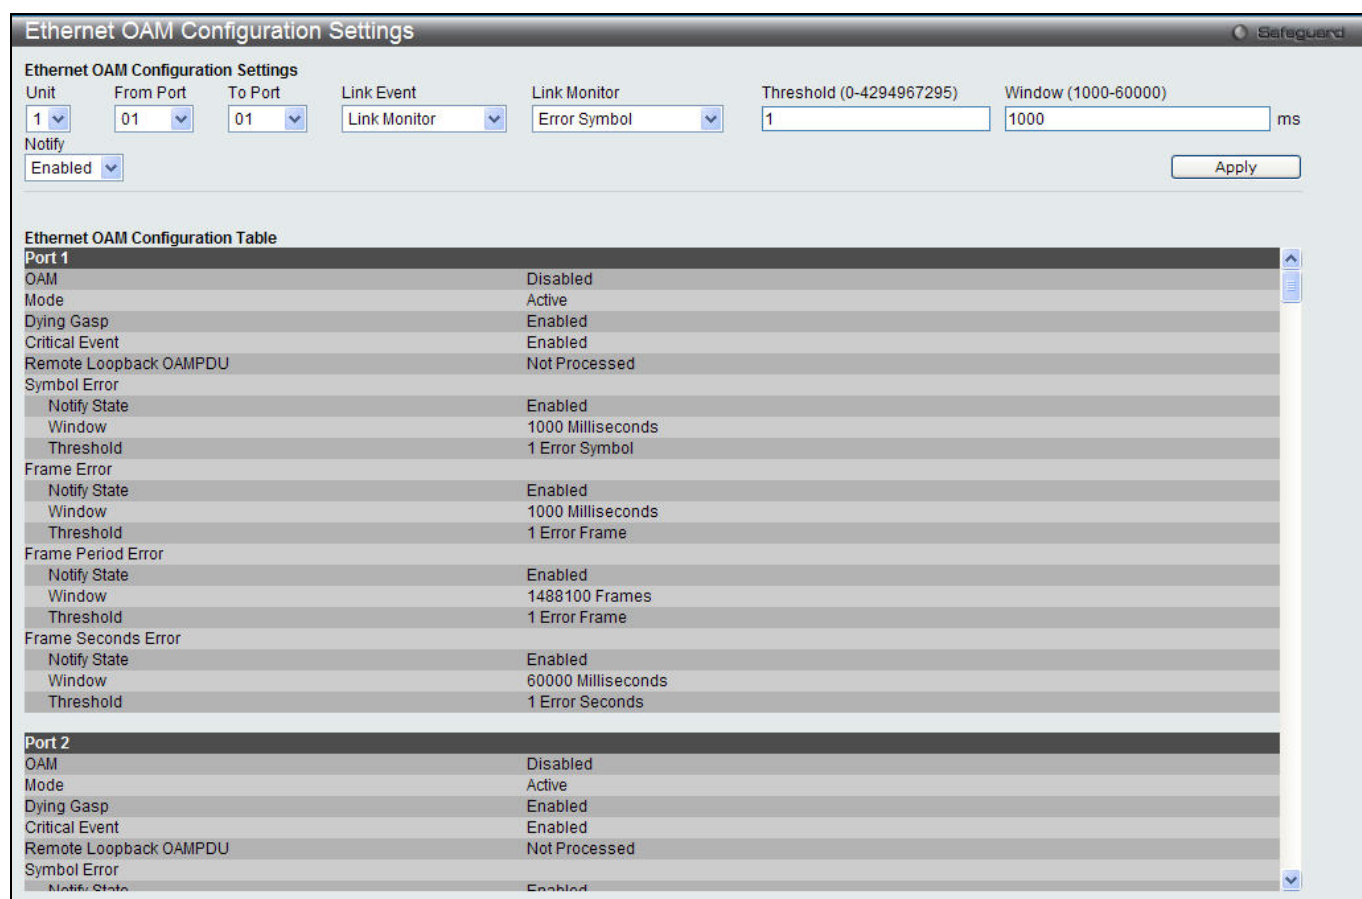 Ethernet OAM Configuration Settings
Safeguard
Ethernet OAM Configuration Settings
Unit From Port To Port Link Event Link Monitor Threshold (0-4294967295) Window (1000-60000)
1 01 01 Link Monitor Error Symbol 1 1000 ms
Notify
Enabled Apply
Ethernet OAM Configuration Table
Port 1
OAM Disabled
Mode Active
Dying Gasp Enabled
Critical Event Enabled
Remote Loopback OAMPDU Not Processed
Symbol Error
Notify State Enabled
Window 1000 Milliseconds
Threshold 1 Error Symbol
Frame Error
Notify State Enabled
Window 1000 Milliseconds
Threshold 1 Error Frame
Frame Period Error
Notify State Enabled
Window 1488100 Frames
Threshold 1 Error Frame
Frame Seconds Error
Notify State Enabled
Window 60000 Milliseconds
Threshold 1 Error Seconds
Port 2
OAM Disabled
Mode Active
Dying Gasp Enabled
Critical Event Enabled
Remote Loopback OAMPDU Not Processed
Symbol Error
Notify State Enabled